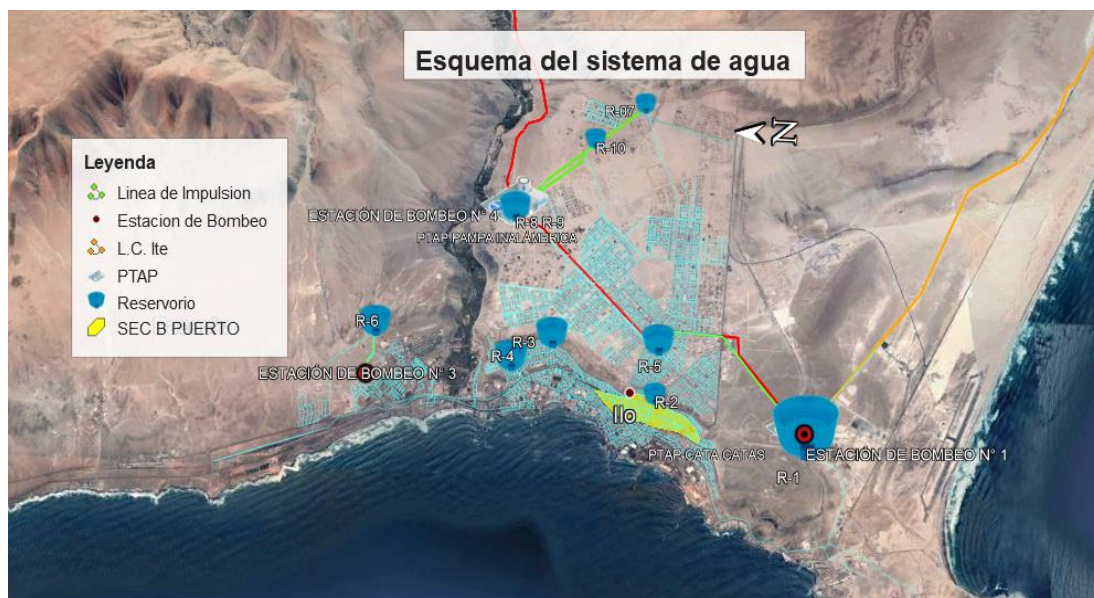 Esquema del sistema de agua
R-07
R-10
N
Leyenda
Linea de Impulsion
Estacion de Bombeo
L.C. Ite
PTAP
Reservorio
SEC B PUERTO
ESTACIÓN DE BOMBEO N° 4
R-8 R-9
PTAP PAMPA INALÁMBRICA
R-6
R-3
R-4
R-5
ESTACIÓN DE BOMBEO N° 3
R-2
Ilo
PTAP CATA CATAS
ESTACIÓN DE BOMBEO N° 1
R-1